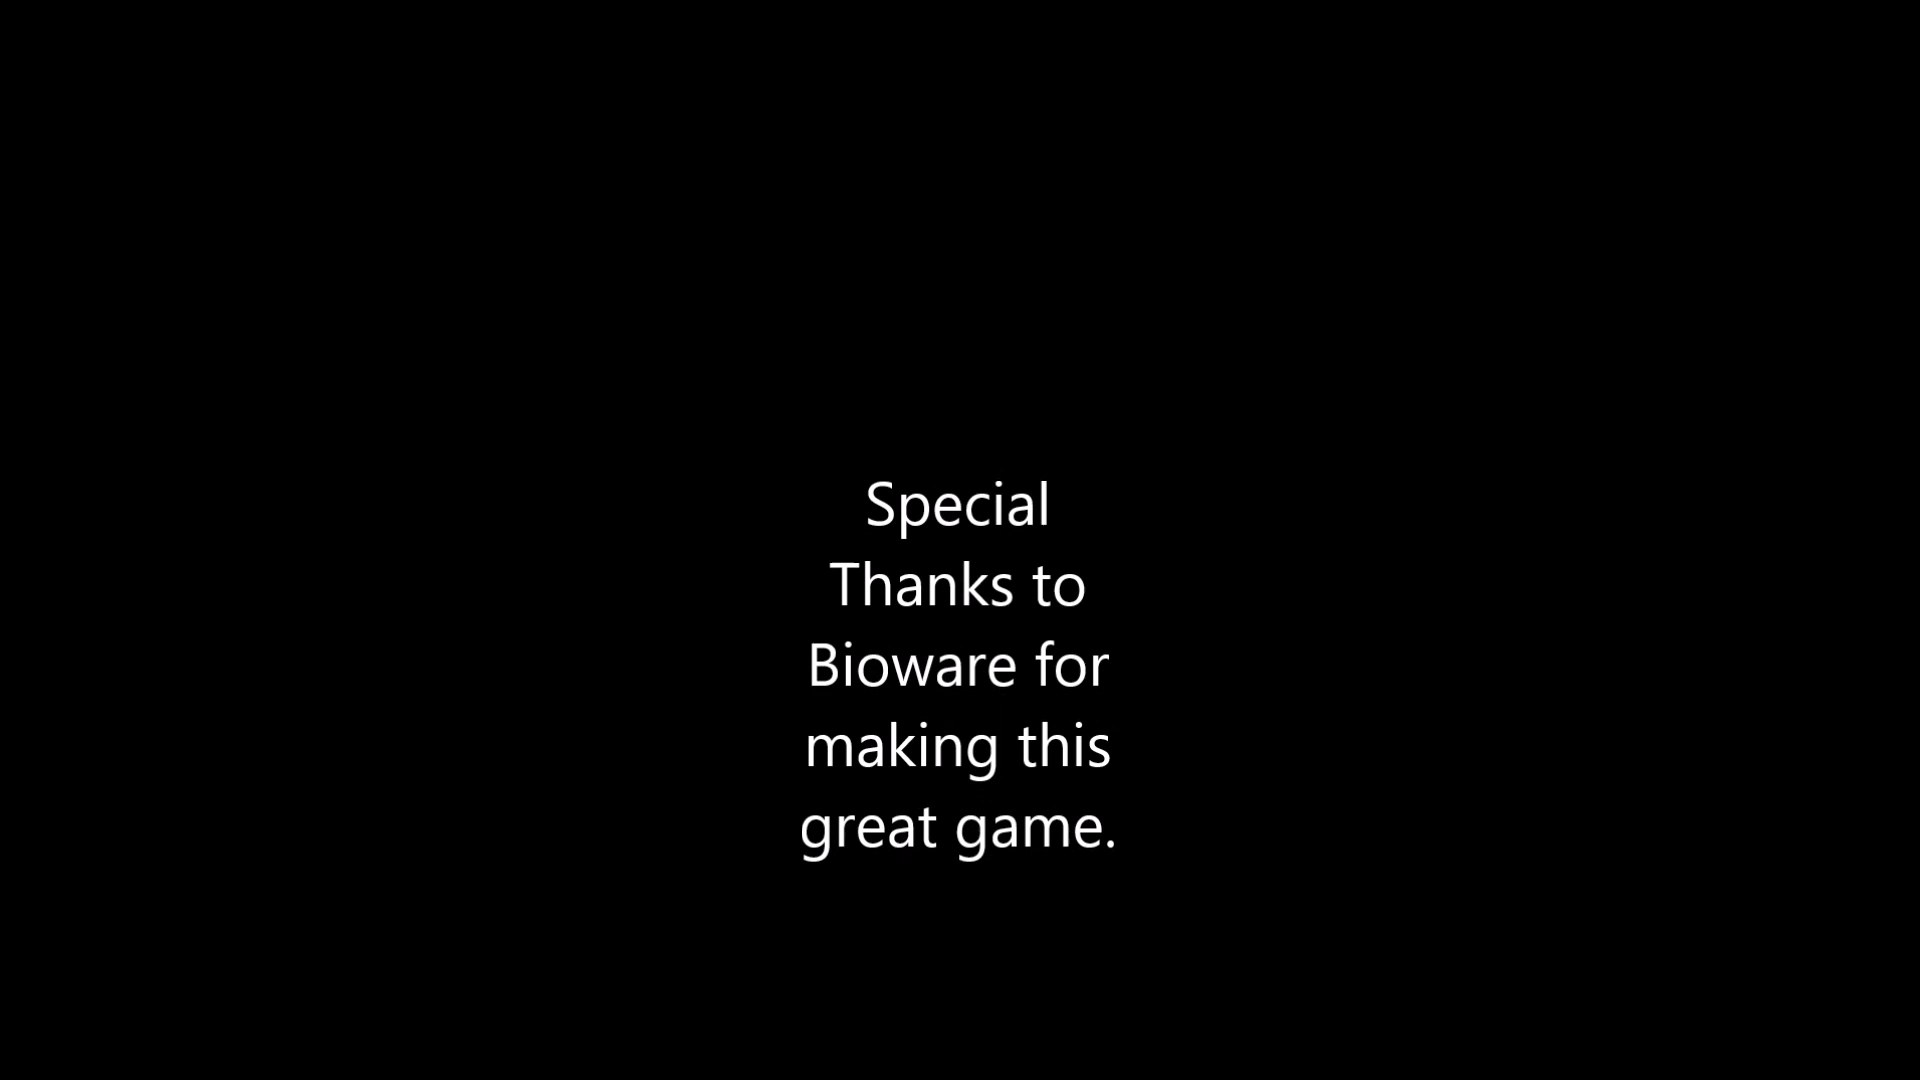 Special
Thanks to
Bioware for
making this
great game.